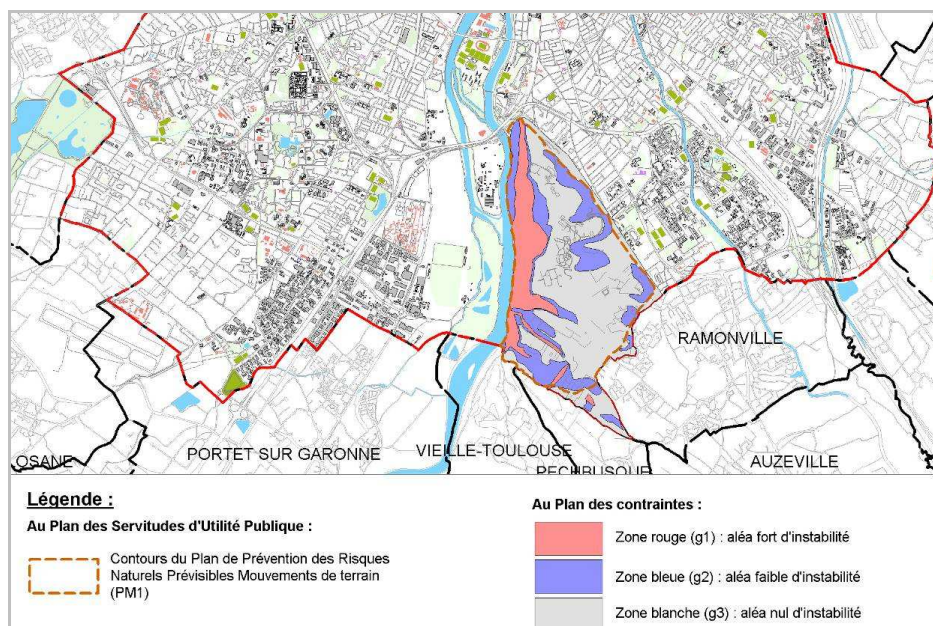 RAMONVILLE
OSANE
PORTET SUR GARONNE
VIEILLE-TOULOUSE
PECHBUSQUE
AUZEVILLE
Légende :
Au Plan des Servitudes d'Utilité Publique :
Contours du Plan de Prévention des Risques
Naturels Prévisibles Mouvements de terrain
(PM1)
Au Plan des contraintes :
Zone rouge (g1) : aléa fort d'instabilité
Zone bleue (g2) : aléa faible d'instabilité
Zone blanche (g3) : aléa nul d'instabilité